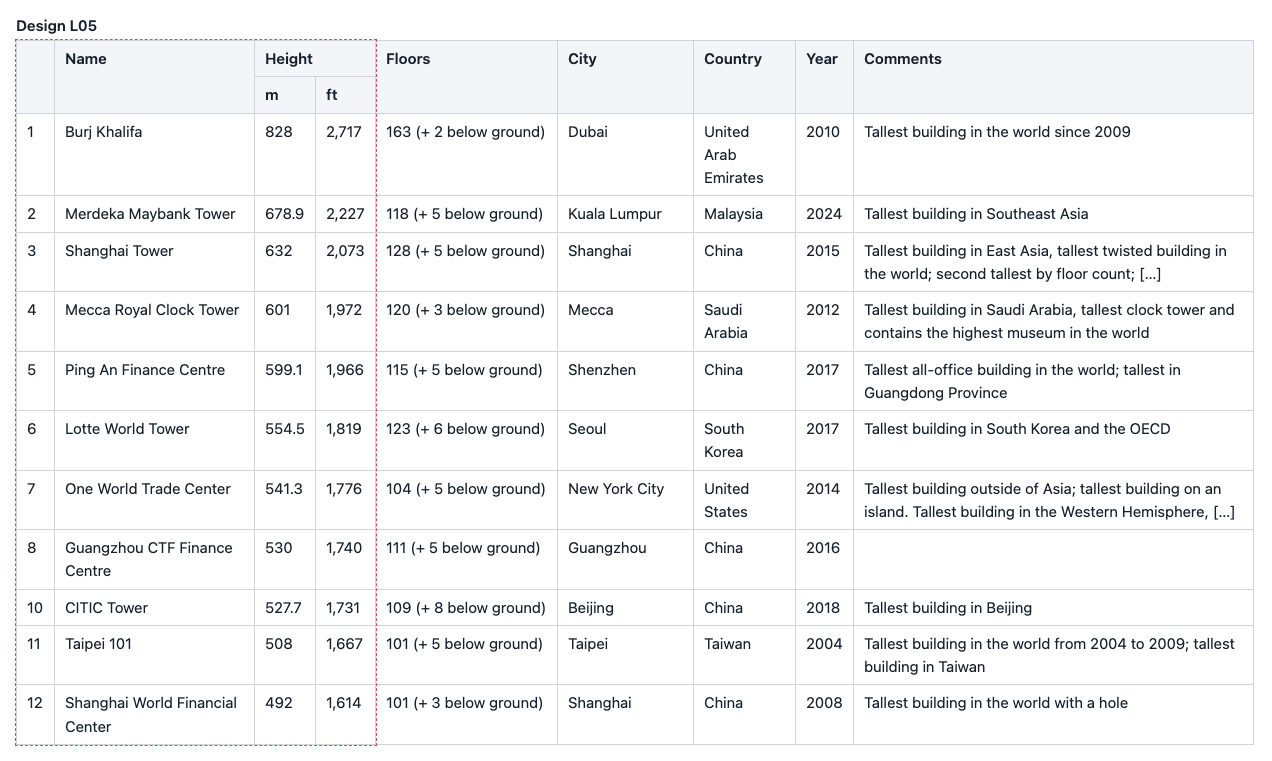 Design L05
Name Height Floors City Country Year Comments
m ft
1 Burj Khalifa 828 2,717 163 (+ 2 below ground) Dubai United 2010 Tallest building in the world since 2009
Arab
Emirates
2 Merdeka Maybank Tower 678.9 2,227 118 (+ 5 below ground) Kuala Lumpur Malaysia 2024 Tallest building in Southeast Asia
3 Shanghai Tower 632 2,073 128 (+ 5 below ground) Shanghai China 2015 Tallest building in East Asia, tallest twisted building in
the world; second tallest by floor count; [...]
4 Mecca Royal Clock Tower 601 1,972 120 (+ 3 below ground) Mecca Saudi 2012 Tallest building in Saudi Arabia, tallest clock tower and
Arabia contains the highest museum in the world
5 Ping An Finance Centre 599.1 1,966 115 (+ 5 below ground) Shenzhen China 2017 Tallest all-office building in the world; tallest in
Guangdong Province
6 Lotte World Tower 554.5 1,819 123 (+ 6 below ground) Seoul South 2017 Tallest building in South Korea and the OECD
Korea
7 One World Trade Center 541.3 1,776 104 (+ 5 below ground) New York City United 2014 Tallest building outside of Asia; tallest building on an
States island. Tallest building in the Western Hemisphere, [...]
8 Guangzhou CTF Finance 530 1,740 111 (+ 5 below ground) Guangzhou China 2016
Centre
10 CITIC Tower 527.7 1,731 109 (+ 8 below ground) Beijing China 2018 Tallest building in Beijing
11 Taipei 101 508 1,667 101 (+ 5 below ground) Taipei Taiwan 2004 Tallest building in the world from 2004 to 2009; tallest
building in Taiwan
12 Shanghai World Financial 492 1,614 101 (+ 3 below ground) Shanghai China 2008 Tallest building in the world with a hole
Center